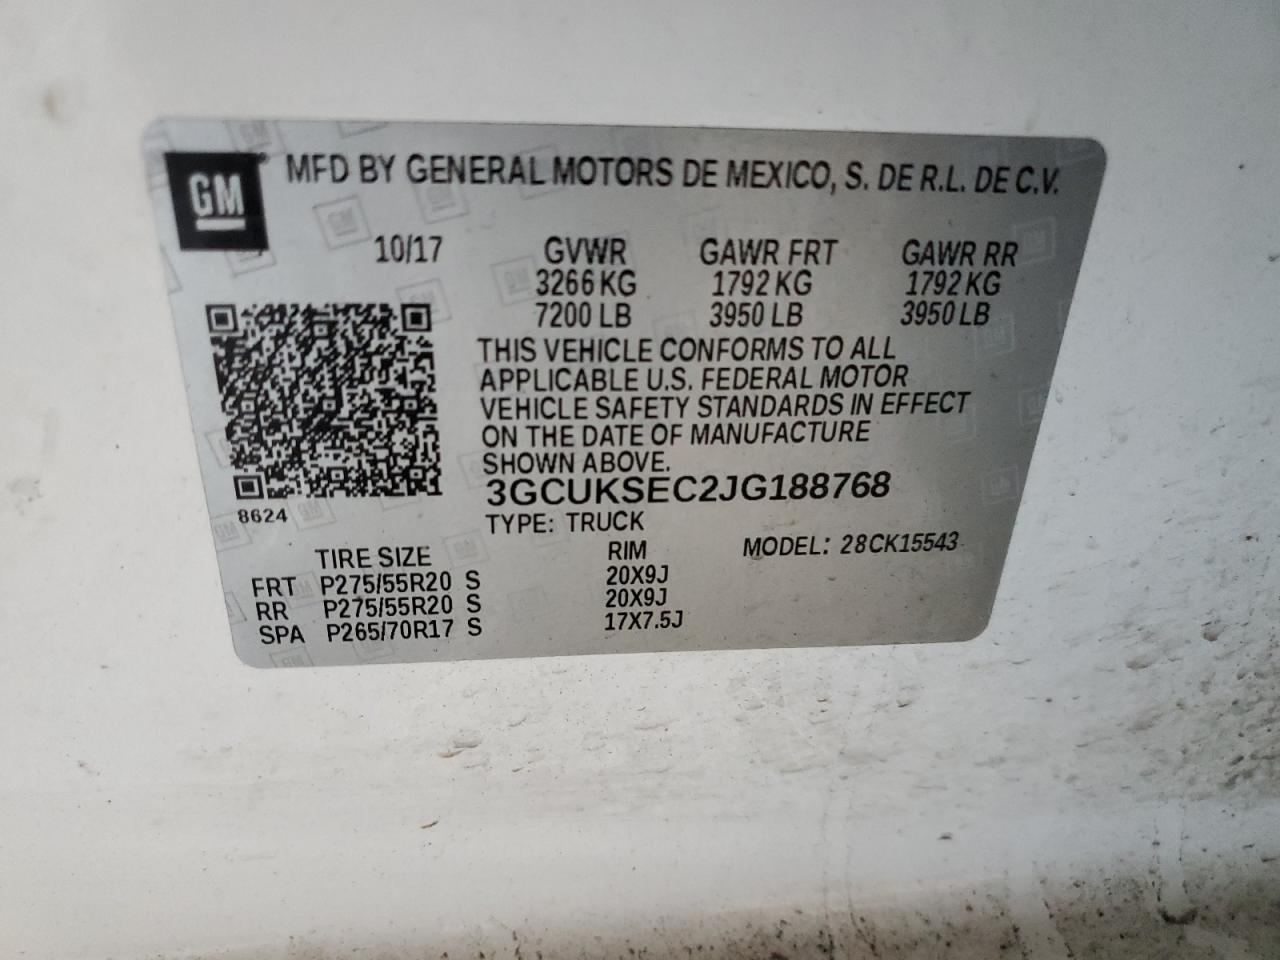 GM
MFD BY GENERAL MOTORS DE MEXICO, S. DE R.L. DE C.V.
10/17 GVWR GAWR FRT GAWR RR
3266 KG 1792 KG 1792 KG
7200 LB 3950 LB 3950 LB
THIS VEHICLE CONFORMS TO ALL
APPLICABLE U.S. FEDERAL MOTOR
VEHICLE SAFETY STANDARDS IN EFFECT
ON THE DATE OF MANUFACTURE
SHOWN ABOVE.
3GCUKSEC2JG188768
8624
TYPE: TRUCK
MODEL: 28CK15543
TIRE SIZE RIM
FRT P275/55R20 S 20X9J
RR P275/55R20 S 20X9J
SPA P265/70R17 S 17X7.5J